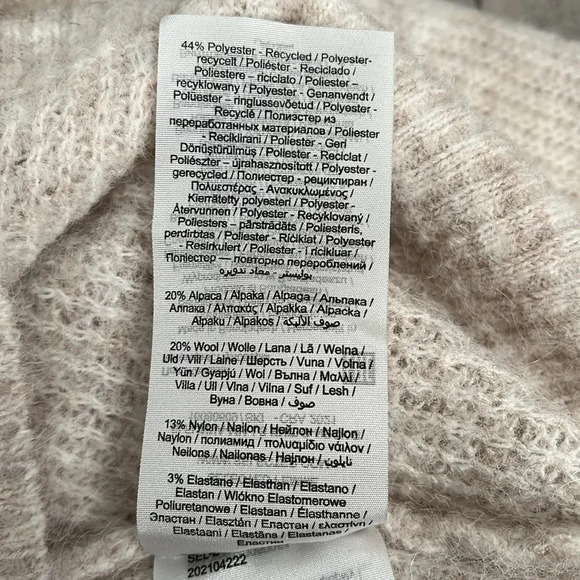 44% Polyester - Recycled / Polyester-
recycelt / Poliéster - Reciclado /
Poliestere – riciclato / Polyester -
recyklowany / Polyester - Genanvendt /
Polüester – ringlussevõetud / Polyester -
Recyclé / Полиэстер из
переработанных материалов / Poliester
- Reciklirani / Poliester - Geri
Dönüştürülmüş / Poliester - Reciclat /
Poliészter – újrahasznosított / Polyester -
gerecycled / Полиестер - рециклиран /
Πολυεστέρας - Ανακυκλωμένος /
Kierrätetty polyesteri / Polyester -
Återvunnen / Polyester - Recyklovaný /
Poliesters – pārstrādāts / Poliesteris,
perdirbtas / Polyester - Ričiklat / Polyester
- Resirkulert / Poliester - i ricikluar /
Поліестер — повторно перероблений /
بوليستر - معاد تدويره
20% Alpaca / Alpaka / Alpaga / Альпака /
Алпака / Αλπακάς / Alpakka / Alpacka /
Alpaku / Alpakos / صوف الألبكة
20% Wool / Wolle / Lana / Lã / Wełna /
Uld / Vill / Laine / Шерсть / Vuna / Volna /
Yün / Gyapjú / Wol / Вълна / Μαλλί /
Villa / Ull / Vlna / Vilna / Suf / Lesh /
Вуна / Вовна / صوف
13% Nylon / Nailon / Нейлон / Najlon /
Naylon / полиамид / πολυαμίδιο νάιλον /
Neilons / Nailonas / Најлон / نايلون
3% Elastane / Elasthan / Elastano /
Elastan / Włókno Elastomerowe /
Poliuretanowe / Elastaan / Élasthanne /
Эластан / Elasztán / Еластан / ελαστίνη /
Elastaani / Elastāns / Elastanas /
Еластин
202104222